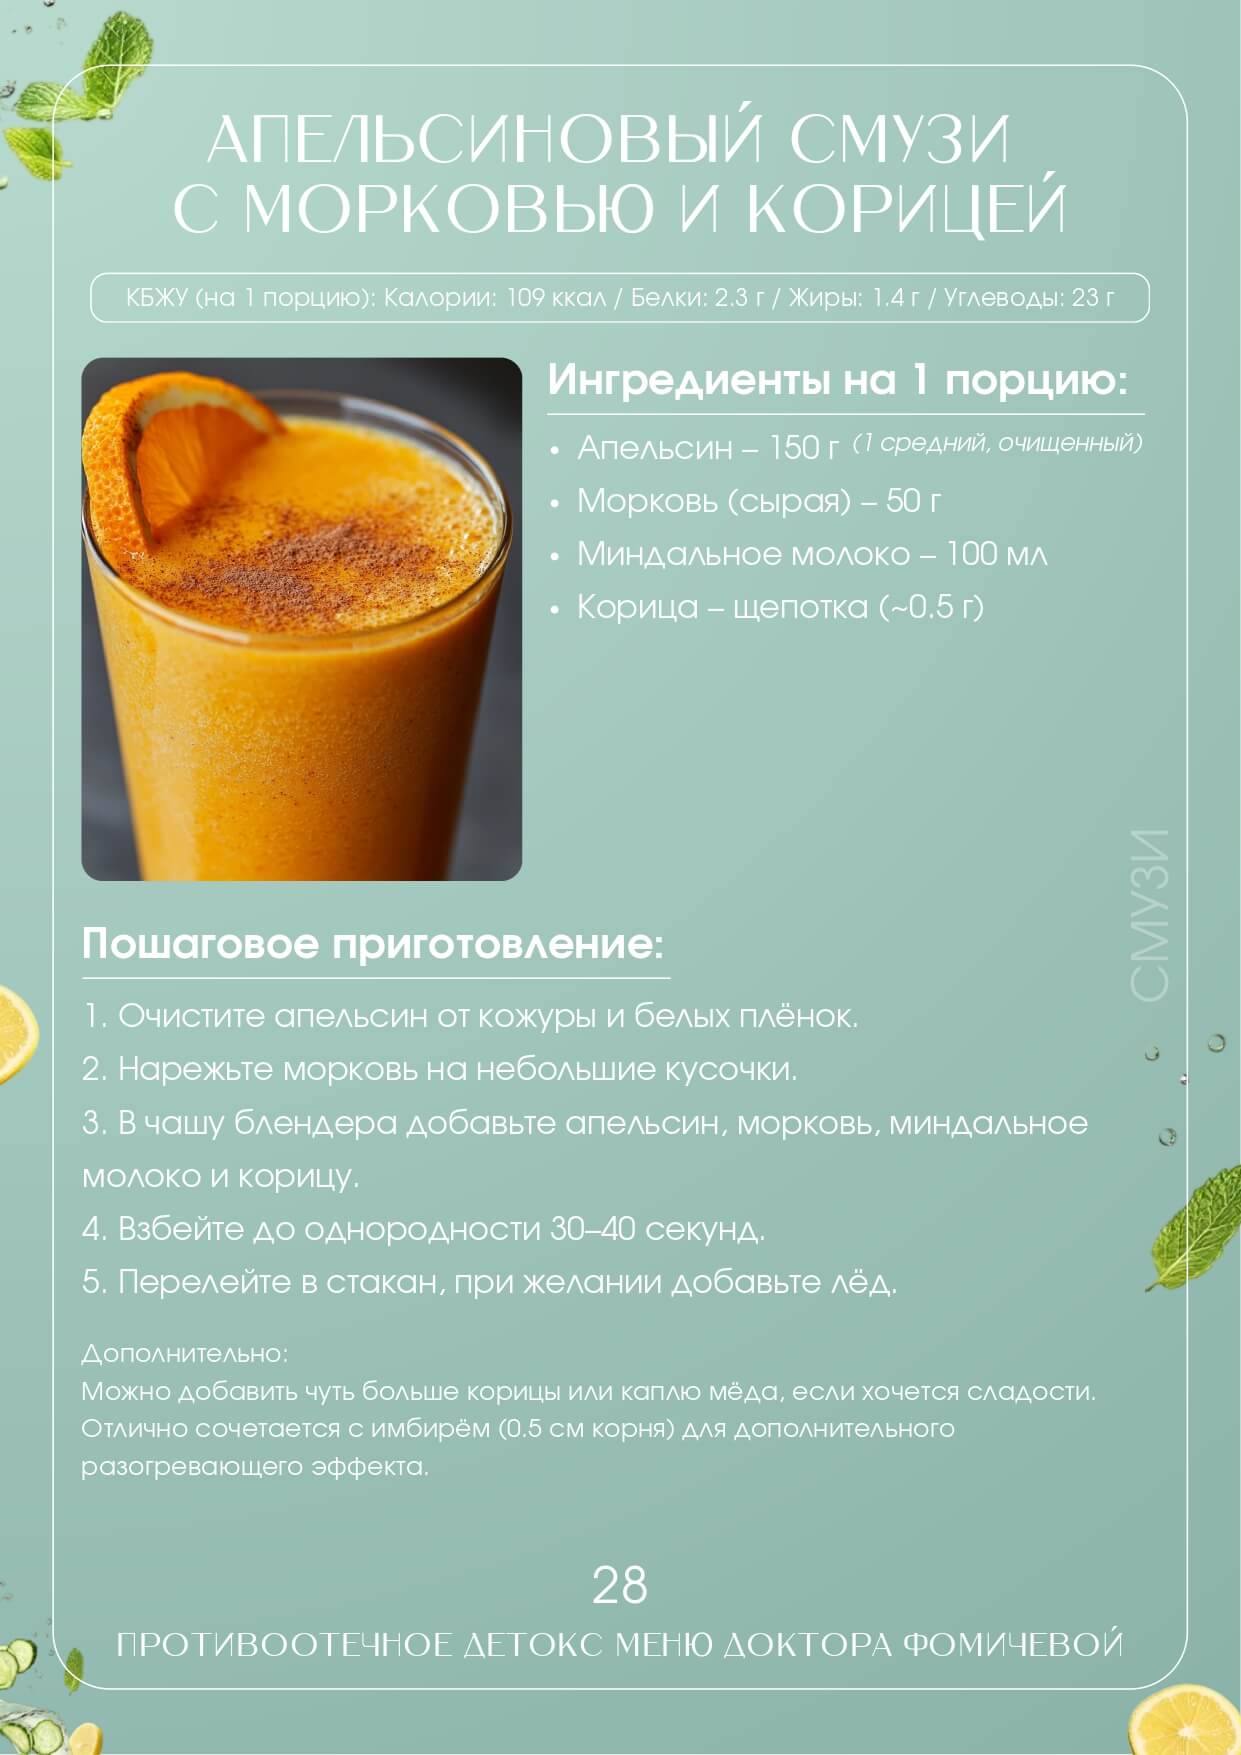 АПЕЛЬСИНОВЫЙ СМУЗИ
С МОРКОВЬЮ И КОРИЦЕЙ
КБЖУ (на 1 порцию): Калории: 109 ккал / Белки: 2.3 г / Жиры: 1.4 г / Углеводы: 23 г
Ингредиенты на 1 порцию:
• Апельсин – 150 г (1 средний, очищенный)
• Морковь (сырая) – 50 г
• Миндальное молоко – 100 мл
• Корица – щепотка (~0.5 г)
СМУЗИ
Пошаговое приготовление:
1. Очистите апельсин от кожуры и белых плёнок.
2. Нарежьте морковь на небольшие кусочки.
3. В чашу блендера добавьте апельсин, морковь, миндальное
молоко и корицу.
4. Взбейте до однородности 30–40 секунд.
5. Перелейте в стакан, при желании добавьте лёд.
Дополнительно:
Можно добавить чуть больше корицы или каплю мёда, если хочется сладости.
Отлично сочетается с имбирём (0.5 см корня) для дополнительного
разогревающего эффекта.
28
ПРОТИВООТЕЧНОЕ ДЕТОКС МЕНЮ ДОКТОРА ФОМИЧЕВОЙ